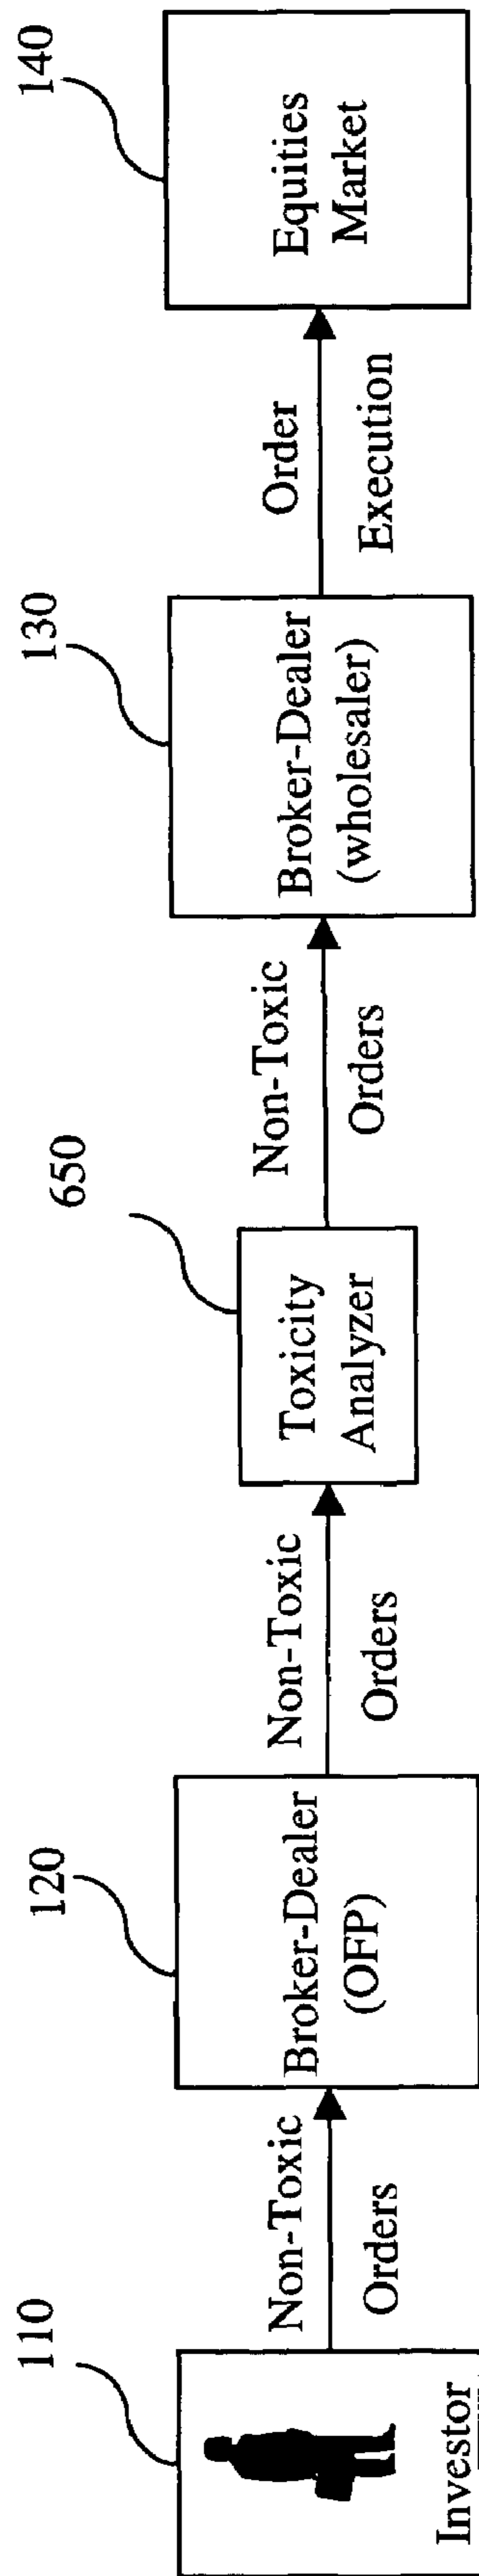 110
Investor
Non-Toxic
Orders
120
Broker-Dealer
(OFP)
Non-Toxic
Orders
650
Toxicity
Analyzer
Non-Toxic
Orders
130
Broker-Dealer
(wholesaler)
Order
Execution
140
Equities
Market